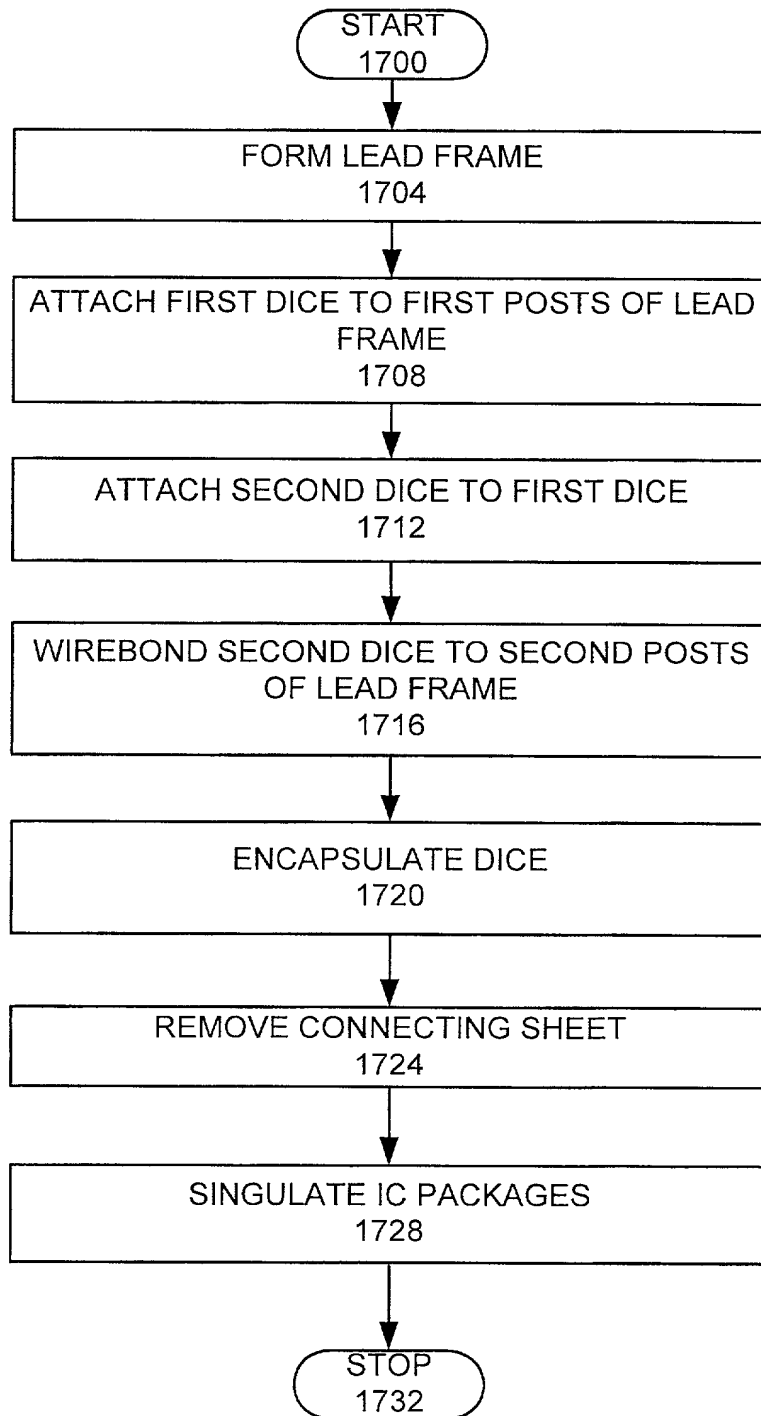 START
1700
FORM LEAD FRAME
1704
ATTACH FIRST DICE TO FIRST POSTS OF LEAD
FRAME
1708
ATTACH SECOND DICE TO FIRST DICE
1712
WIREBOND SECOND DICE TO SECOND POSTS
OF LEAD FRAME
1716
ENCAPSULATE DICE
1720
REMOVE CONNECTING SHEET
1724
SINGULATE IC PACKAGES
1728
STOP
1732